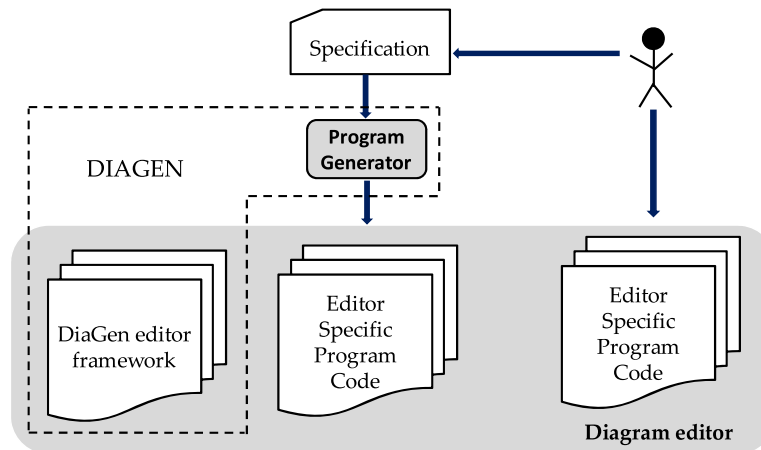 Specification
Program
Generator
DIAGEN
DiaGen editor
framework
Editor
Specific
Program
Code
Editor
Specific
Program
Code
Diagram editor